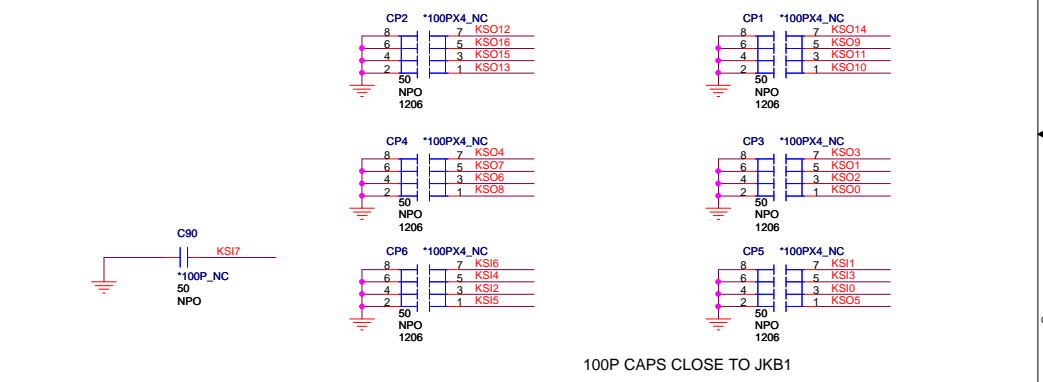 CP2 *100PX4_NC
8 7 KSO12
6 5 KSO16
4 3 KSO15
2 1 KSO13
50
NPO
1206
CP1 *100PX4_NC
8 7 KSO14
6 5 KSO9
4 3 KSO11
2 1 KSO10
50
NPO
1206
CP4 *100PX4_NC
8 7 KSO4
6 5 KSO7
4 3 KSO6
2 1 KSO8
50
NPO
1206
CP3 *100PX4_NC
8 7 KSO3
6 5 KSO1
4 3 KSO2
2 1 KSO0
50
NPO
1206
C90
KSI7
*100P_NC
50
NPO
CP6 *100PX4_NC
8 7 KSI6
6 5 KSI4
4 3 KSI2
2 1 KSI5
50
NPO
1206
CP5 *100PX4_NC
8 7 KSI1
6 5 KSI3
4 3 KSI0
2 1 KSO5
50
NPO
1206
100P CAPS CLOSE TO JKB1